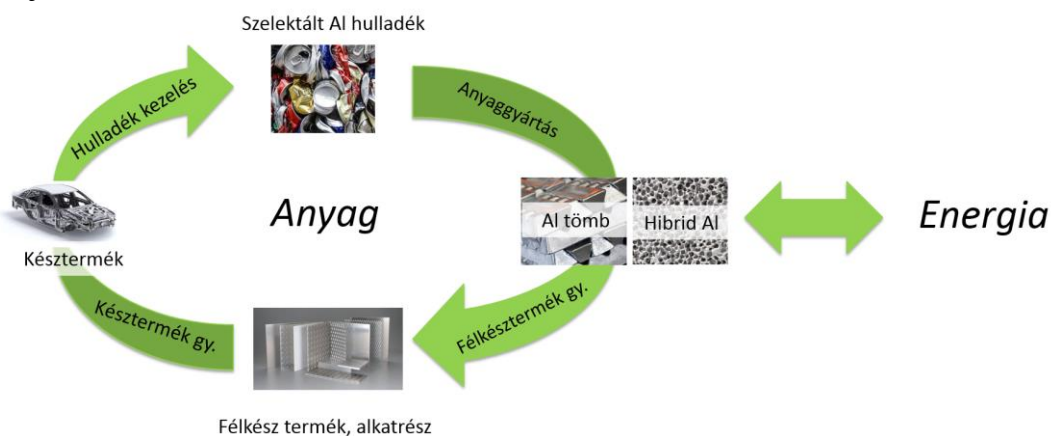 Szelektált Al hulladék
Hulladék kezelés
Anyaggyártás
Anyag
Al tömb
Hibrid Al
Energia
Késztermék
Késztermék gy.
Félkésztermék gy.
Félkész termék, alkatrész